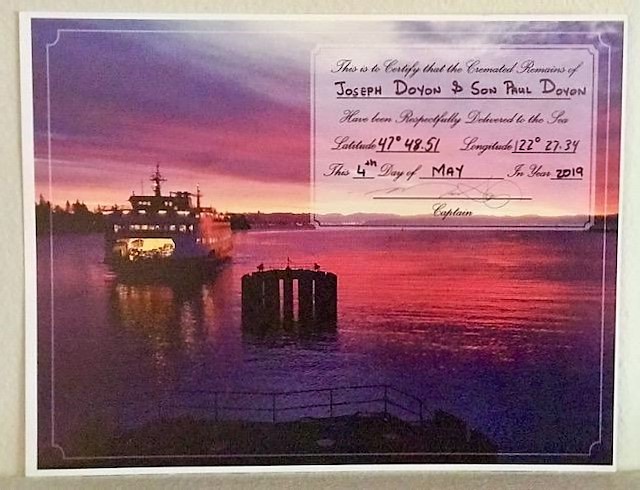 This is to Certify that the Cremated Remains of
JOSEPH DOYON & SON PAUL DOYON
Have been Respectfully Delivered to the Sea
Latitude 47° 48.51 Longitude 122° 27.34
This 4th Day of MAY In Year 2019
Captain